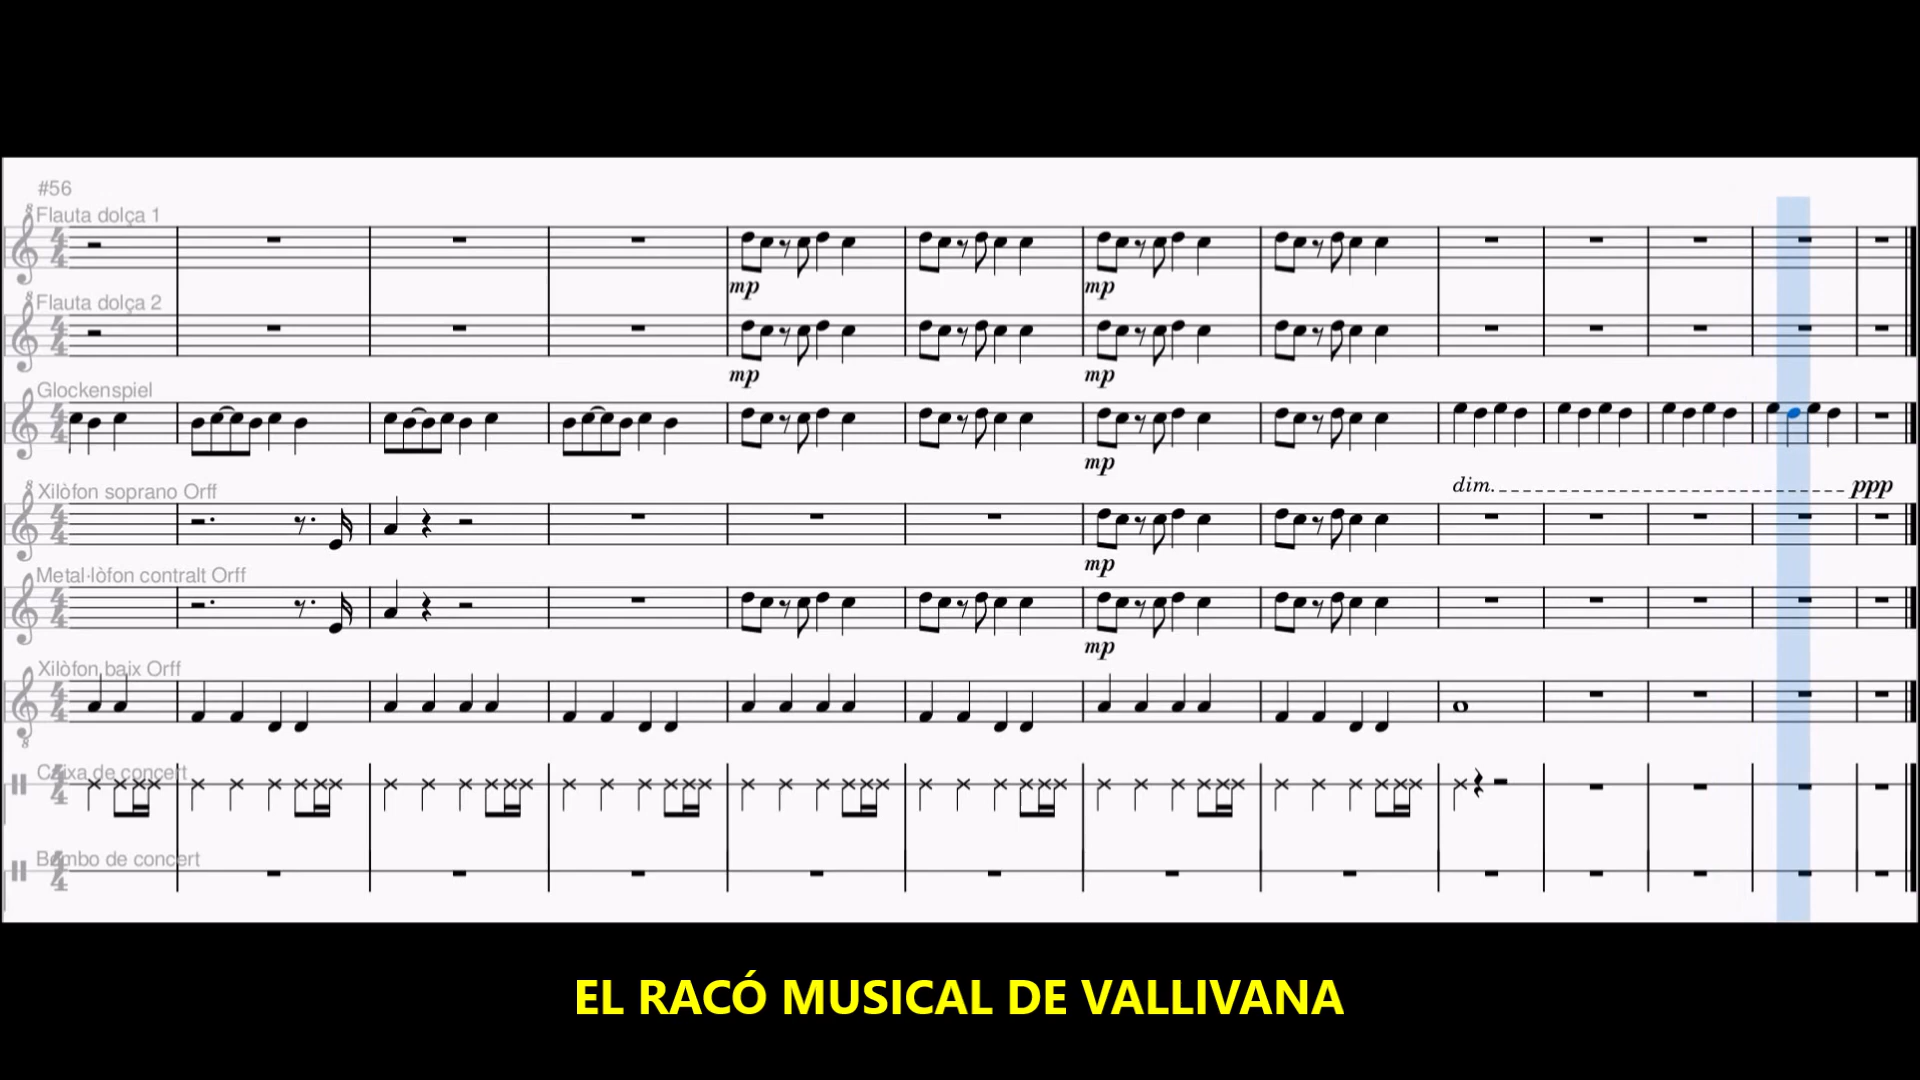 #56
Flauta dolça 1
mp mp
Flauta dolça 2
mp mp
Glockenspiel
mp
dim. ppp
Xilòfon soprano Orff
mp
Metal·lòfon contralt Orff
mp
Xilòfon baix Orff
Caixa de concert
Bombo de concert
EL RACÓ MUSICAL DE VALLIVANA